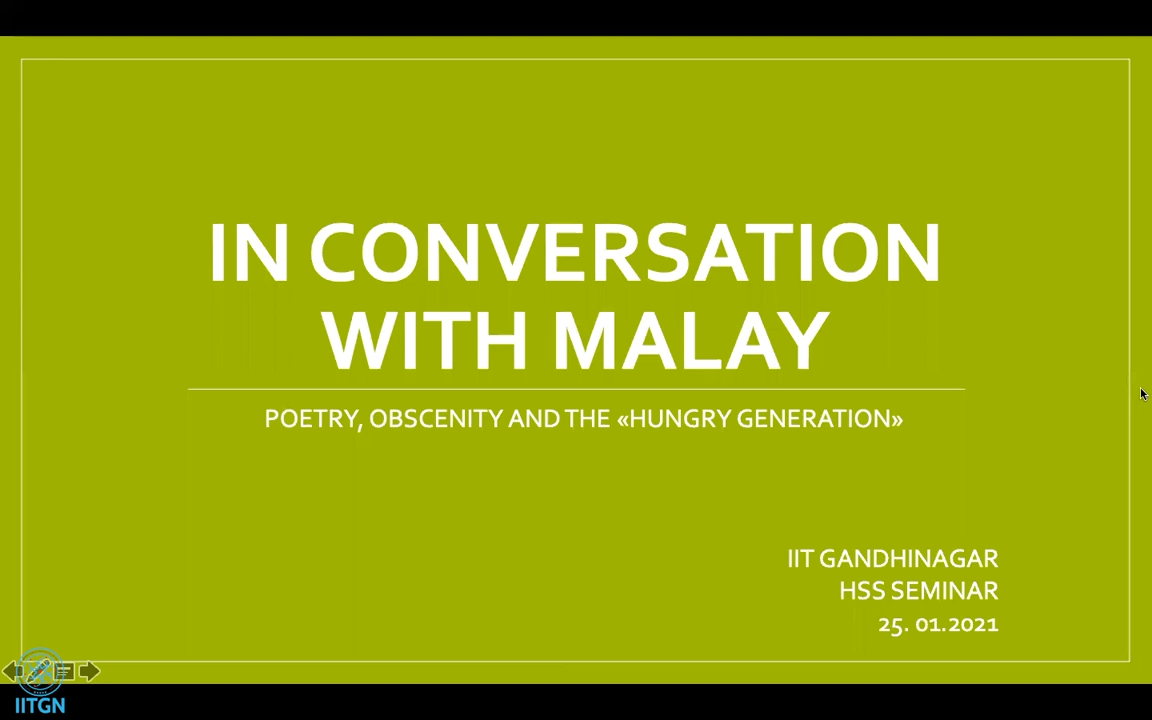 IN CONVERSATION
WITH MALAY
POETRY, OBSCENITY AND THE «HUNGRY GENERATION»
IIT GANDHINAGAR
HSS SEMINAR
25. 01.2021
IITGN